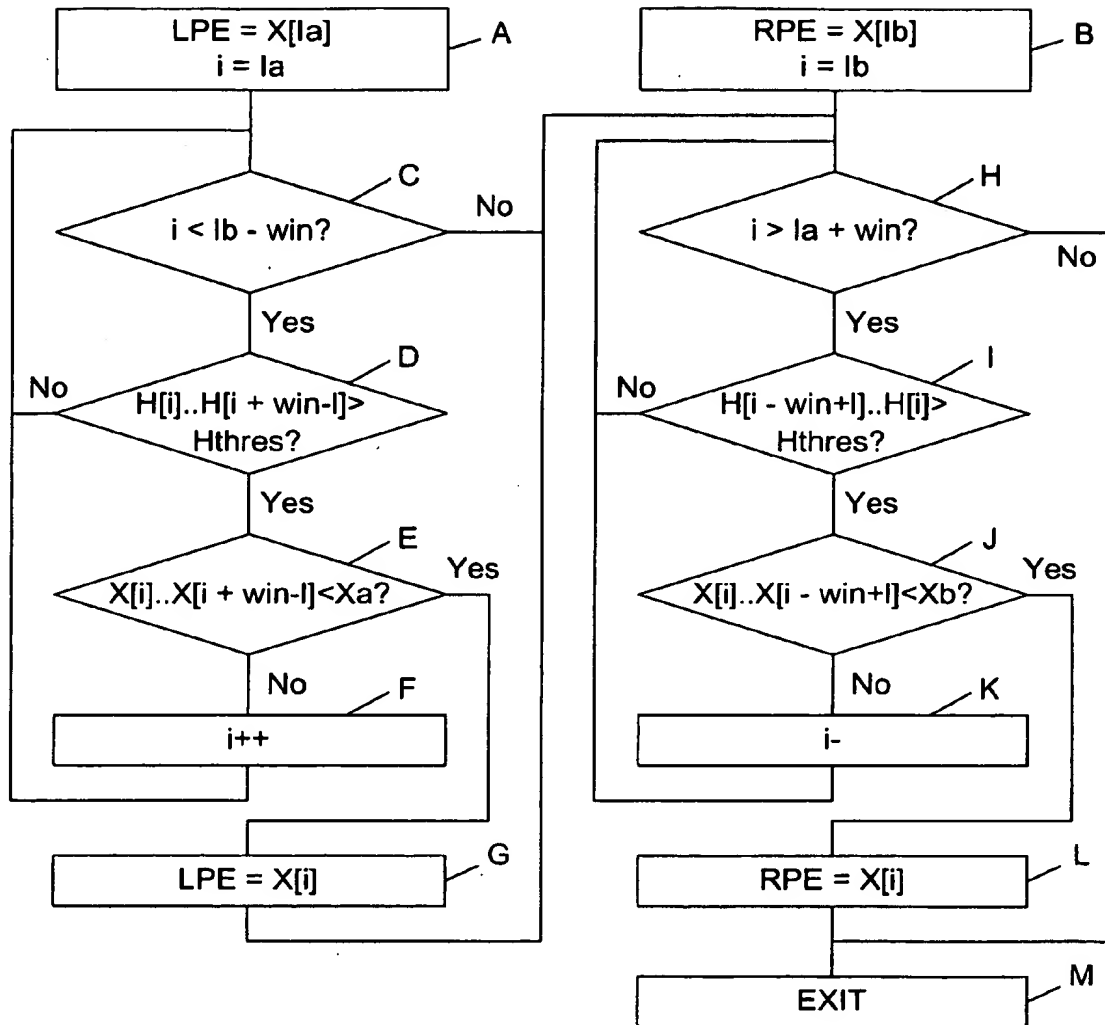 LPE = X[Ia]
i = Ia
A
i < Ib - win?
C
No
Yes
H[i]..H[i + win-I]>
Hthres?
D
No
Yes
X[i]..X[i + win-I]<Xa?
E
Yes
No
i++
F
LPE = X[i]
G
RPE = X[Ib]
i = Ib
B
i > Ia + win?
H
No
Yes
H[i - win+I]..H[i]>
Hthres?
I
No
Yes
X[i]..X[i - win+I]<Xb?
J
Yes
No
i-
K
RPE = X[i]
L
EXIT
M